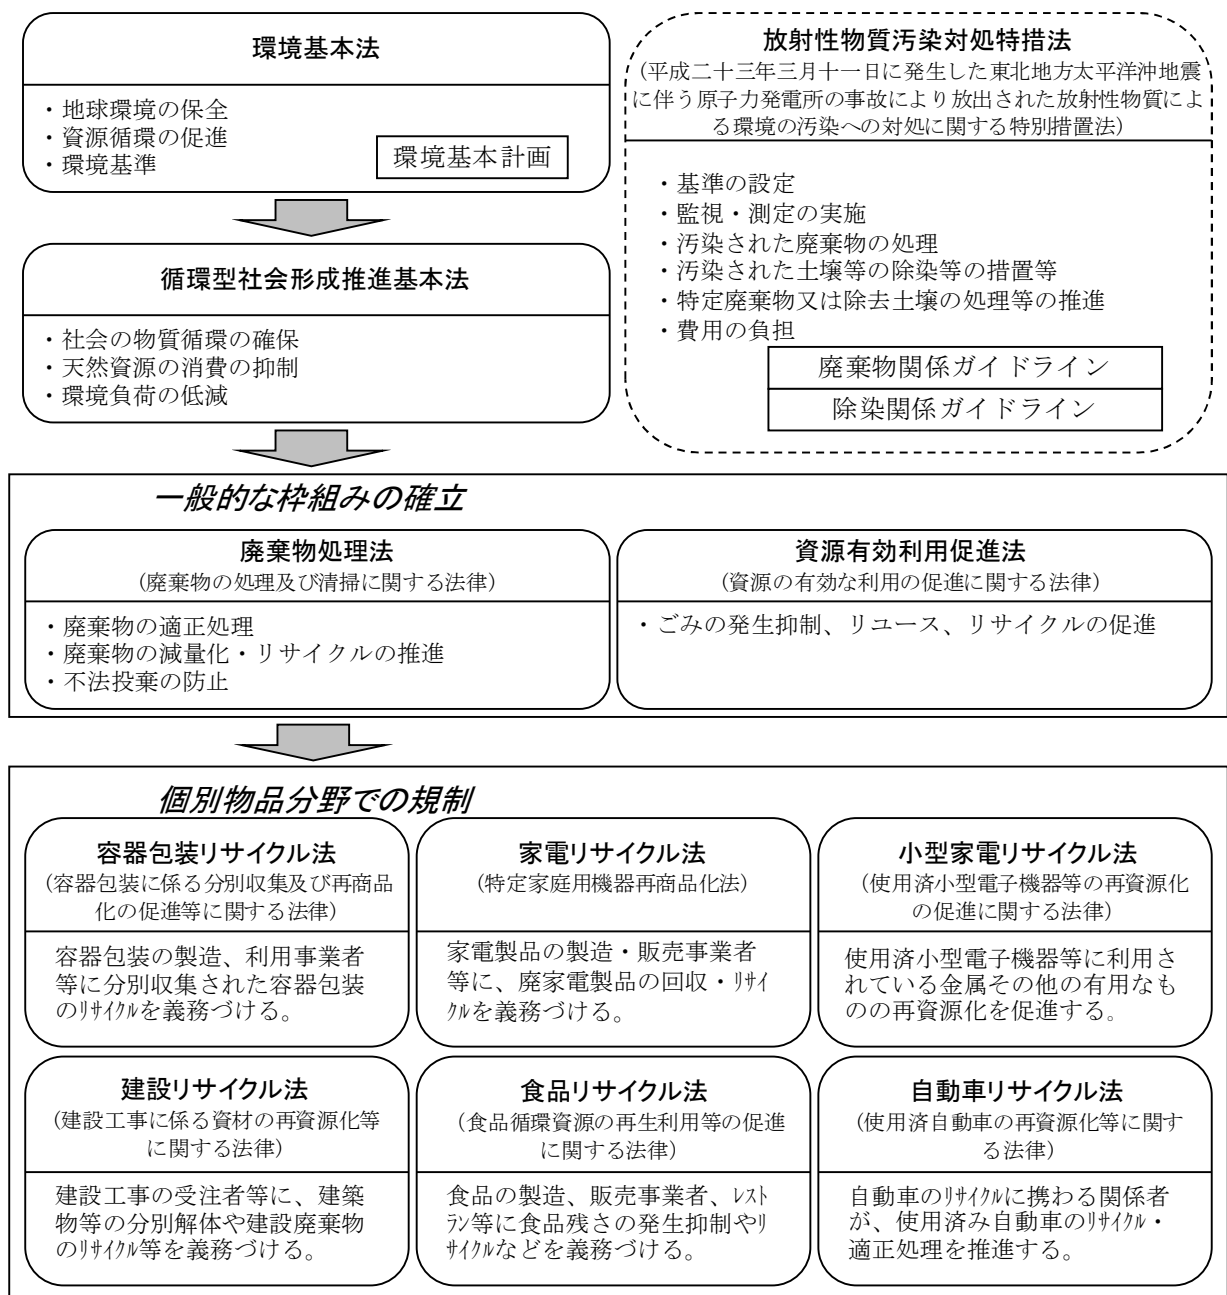 環境基本法
・地球環境の保全
・資源循環の促進
・環境基準
環境基本計画
放射性物質汚染対処特措法
(平成二十三年三月十一日に発生した東北地方太平洋沖地震
に伴う原子力発電所の事故により放出された放射性物質によ
る環境の汚染への対処に関する特別措置法)
・基準の設定
・監視・測定の実施
・汚染された廃棄物の処理
・汚染された土壌等の除染等の措置等
・特定廃棄物又は除去土壌の処理等の推進
・費用の負担
廃棄物関係ガイドライン
除染関係ガイドライン
循環型社会形成推進基本法
・社会の物質循環の確保
・天然資源の消費の抑制
・環境負荷の低減
一般的な枠組みの確立
廃棄物処理法
(廃棄物の処理及び清掃に関する法律)
・廃棄物の適正処理
・廃棄物の減量化・リサイクルの推進
・不法投棄の防止
資源有効利用促進法
(資源の有効な利用の促進に関する法律)
・ごみの発生抑制、リユース、リサイクルの促進
個別物品分野での規制
容器包装リサイクル法
(容器包装に係る分別収集及び再商品
化の促進等に関する法律)
容器包装の製造、利用事業者
等に分別収集された容器包装
のﾘｻｲｸﾙを義務づける。
家電リサイクル法
(特定家庭用機器再商品化法)
家電製品の製造・販売事業者
等に、廃家電製品の回収・ﾘｻｲ
ｸﾙを義務づける。
小型家電リサイクル法
(使用済小型電子機器等の再資源化
の促進に関する法律)
使用済小型電子機器等に利用さ
れている金属その他の有用なも
のの再資源化を促進する。
建設リサイクル法
(建設工事に係る資材の再資源化等
に関する法律)
建設工事の受注者等に、建築
物等の分別解体や建設廃棄物
のﾘｻｲｸﾙ等を義務づける。
食品リサイクル法
(食品循環資源の再生利用等の促進
に関する法律)
食品の製造、販売事業者、ﾚｽﾄ
ﾗﾝ等に食品残さの発生抑制やﾘ
ｻｲｸﾙなどを義務づける。
自動車リサイクル法
(使用済自動車の再資源化等に関す
る法律)
自動車のﾘｻｲｸﾙに携わる関係者
が、使用済み自動車のﾘｻｲｸﾙ・
適正処理を推進する。